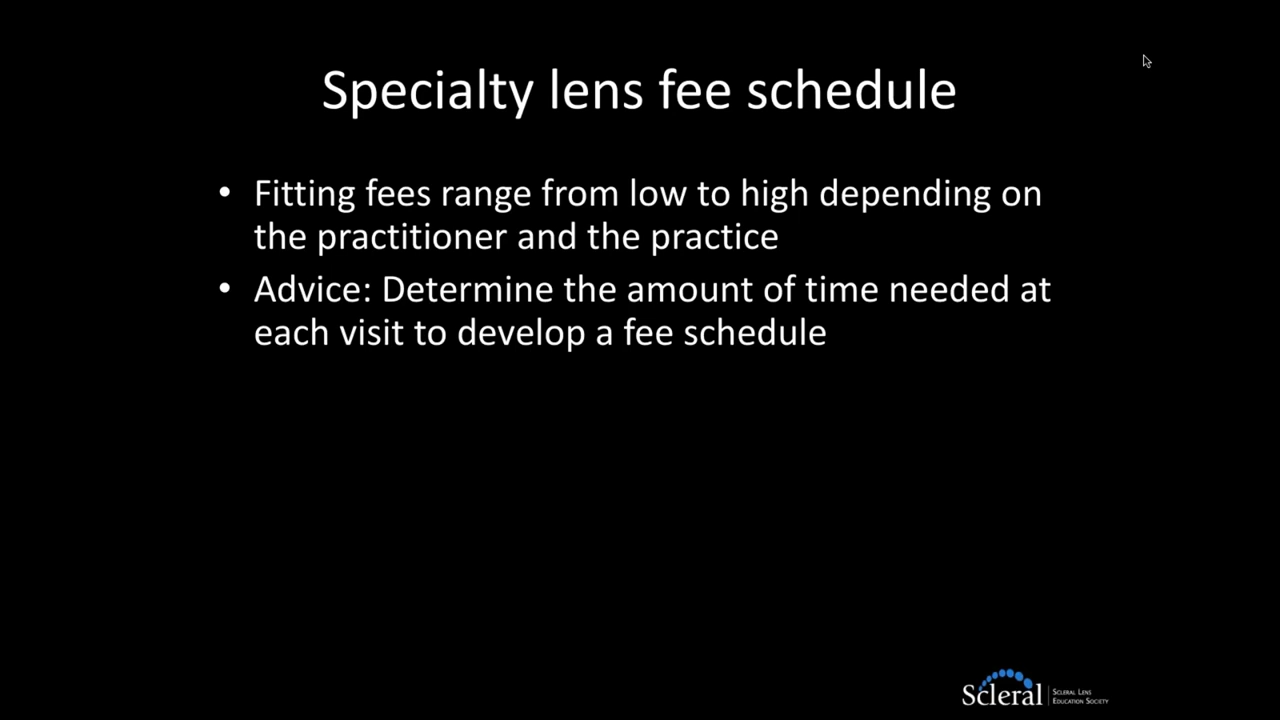 Specialty lens fee schedule
• Fitting fees range from low to high depending on
the practitioner and the practice
• Advice: Determine the amount of time needed at
each visit to develop a fee schedule
Scleral
Scleral Lens
Education Society